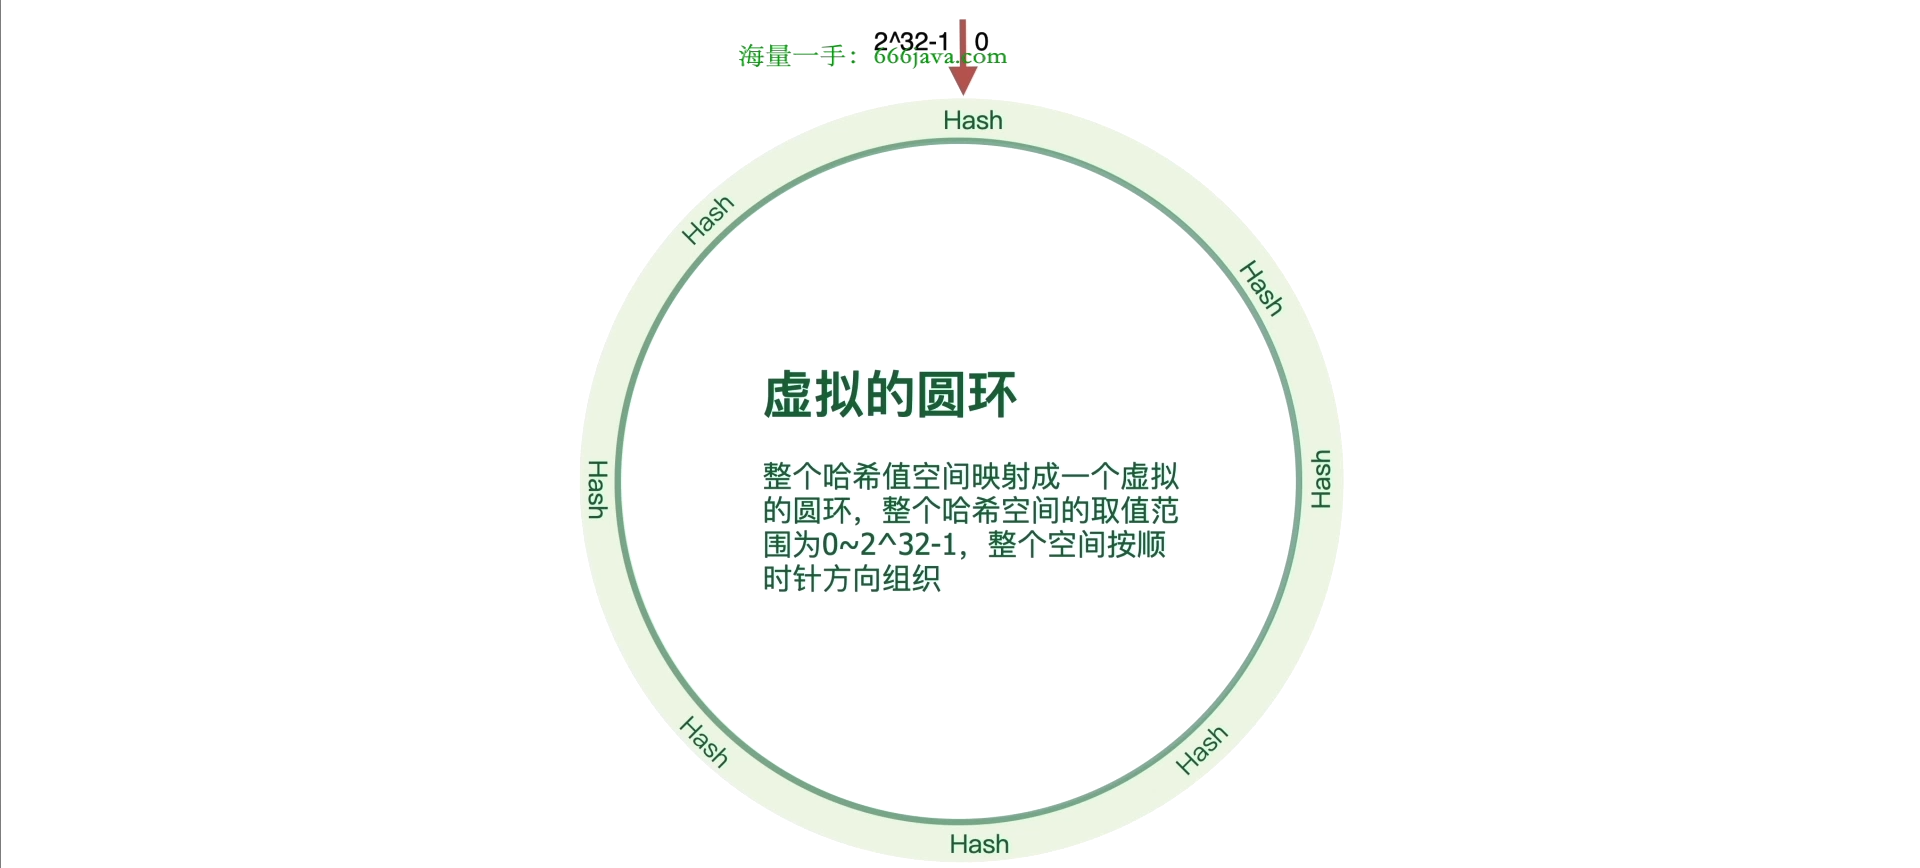 2^32-1 0
海量一手：666java.com
Hash
Hash
Hash
虚拟的圆环
整个哈希值空间映射成一个虚拟
的圆环，整个哈希空间的取值范
围为0~2^32-1，整个空间按顺
时针方向组织
Hash
Hash
Hash
Hash
Hash